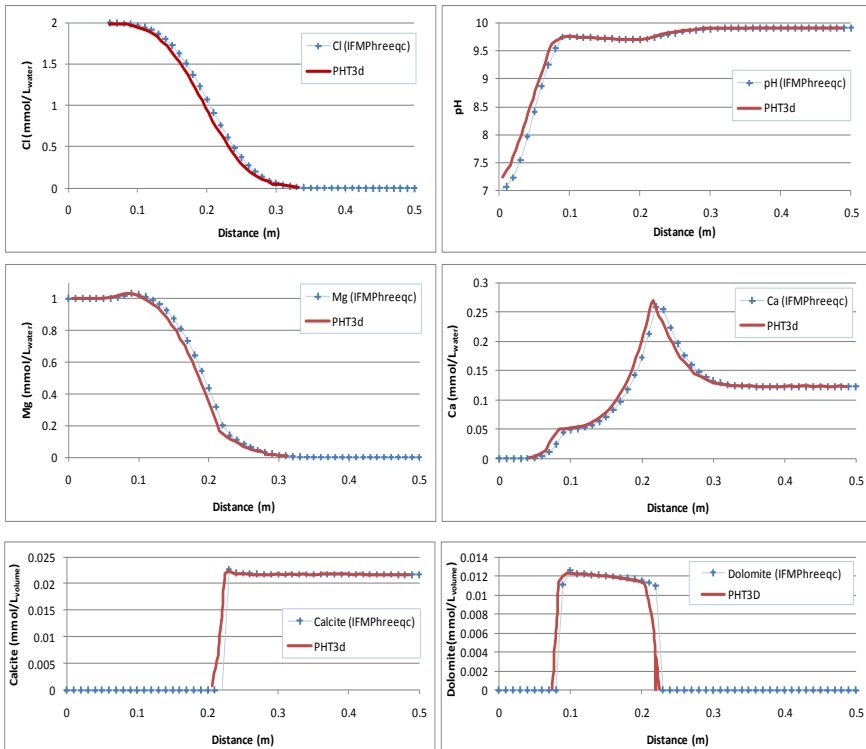 2
1.5
1
0.5
0
0 0.1 0.2 0.3 0.4 0.5
Cl (mmol/Lwater)
Distance (m)
Cl (IFMPhreeqc)
PHT3d
10
9.5
9
8.5
8
7.5
7
0 0.1 0.2 0.3 0.4 0.5
pH
Distance (m)
pH (IFMPhreeqc)
PHT3d
1
0.8
0.6
0.4
0.2
0
0 0.1 0.2 0.3 0.4 0.5
Mg (mmol/Lwater)
Distance (m)
Mg (IFMPhreeqc)
PHT3d
0.3
0.25
0.2
0.15
0.1
0.05
0
0 0.1 0.2 0.3 0.4 0.5
Ca (mmol/Lwater)
Distance (m)
Ca (IFMPhreeqc)
PHT3d
0.025
0.02
0.015
0.01
0.005
0
0 0.1 0.2 0.3 0.4 0.5
Calcite (mmol/Lvolume)
Distance (m)
Calcite (IFMPhreeqc)
PHT3d
0.014
0.012
0.01
0.008
0.006
0.004
0.002
0
0 0.1 0.2 0.3 0.4 0.5
Dolomite(mmol/Lvolume)
Distance (m)
Dolomite (IFMPhreeqc)
PHT3D